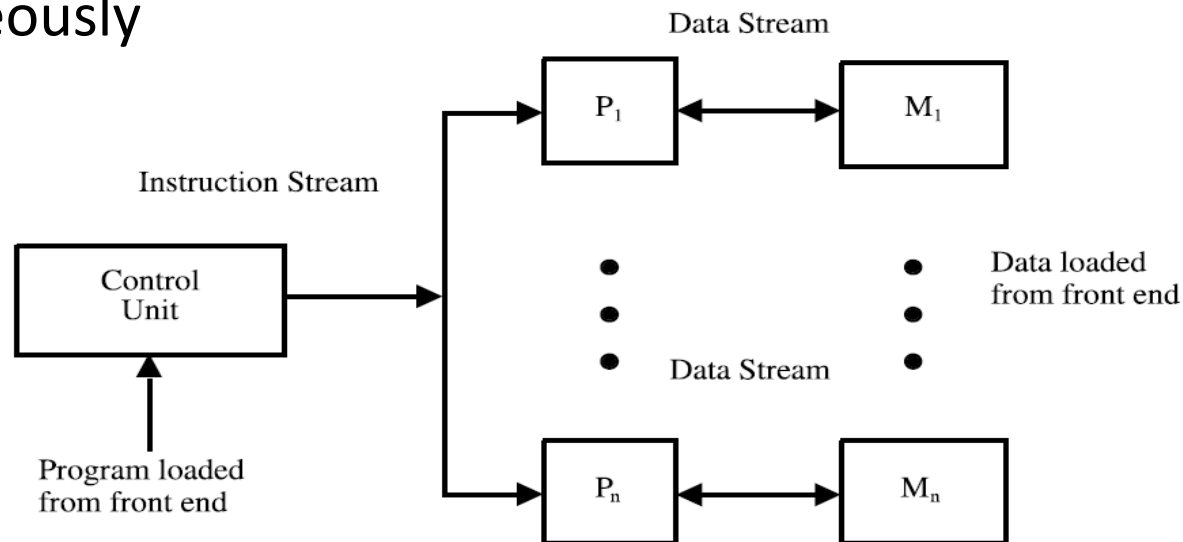 Data Stream
P₁
M₁
Instruction Stream
Control
Unit
Data loaded
from front end
Data Stream
Program loaded
from front end
Pₙ
Mₙ